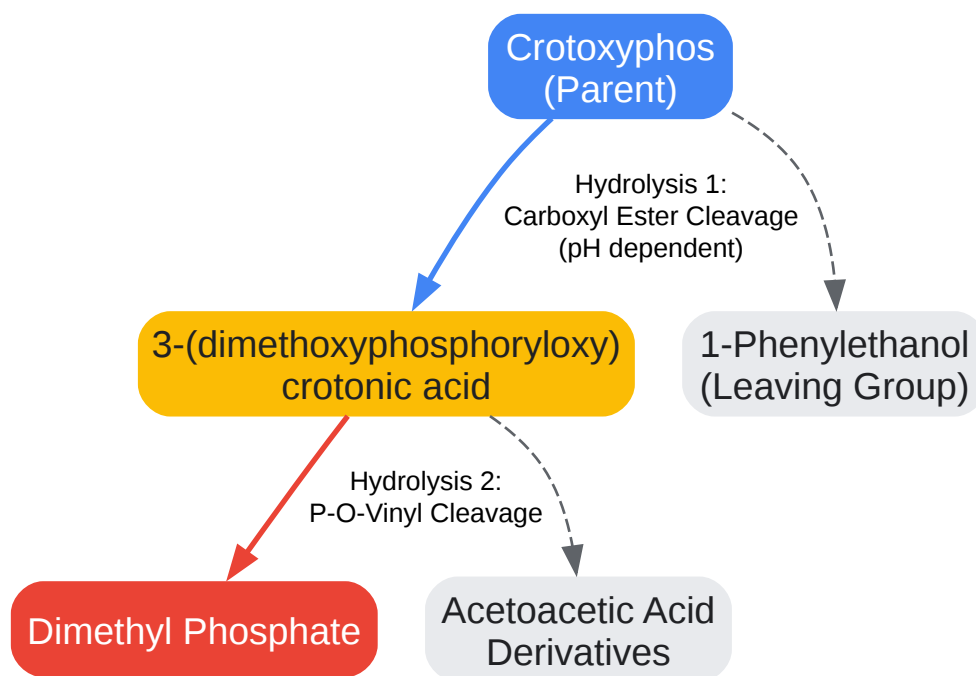 Crotoxyphos
(Parent)
Hydrolysis 1:
Carboxyl Ester Cleavage
(pH dependent)
3-(dimethoxyphosphoryloxy)
crotonic acid
1-Phenylethanol
(Leaving Group)
Hydrolysis 2:
P-O-Vinyl Cleavage
Dimethyl Phosphate
Acetoacetic Acid
Derivatives